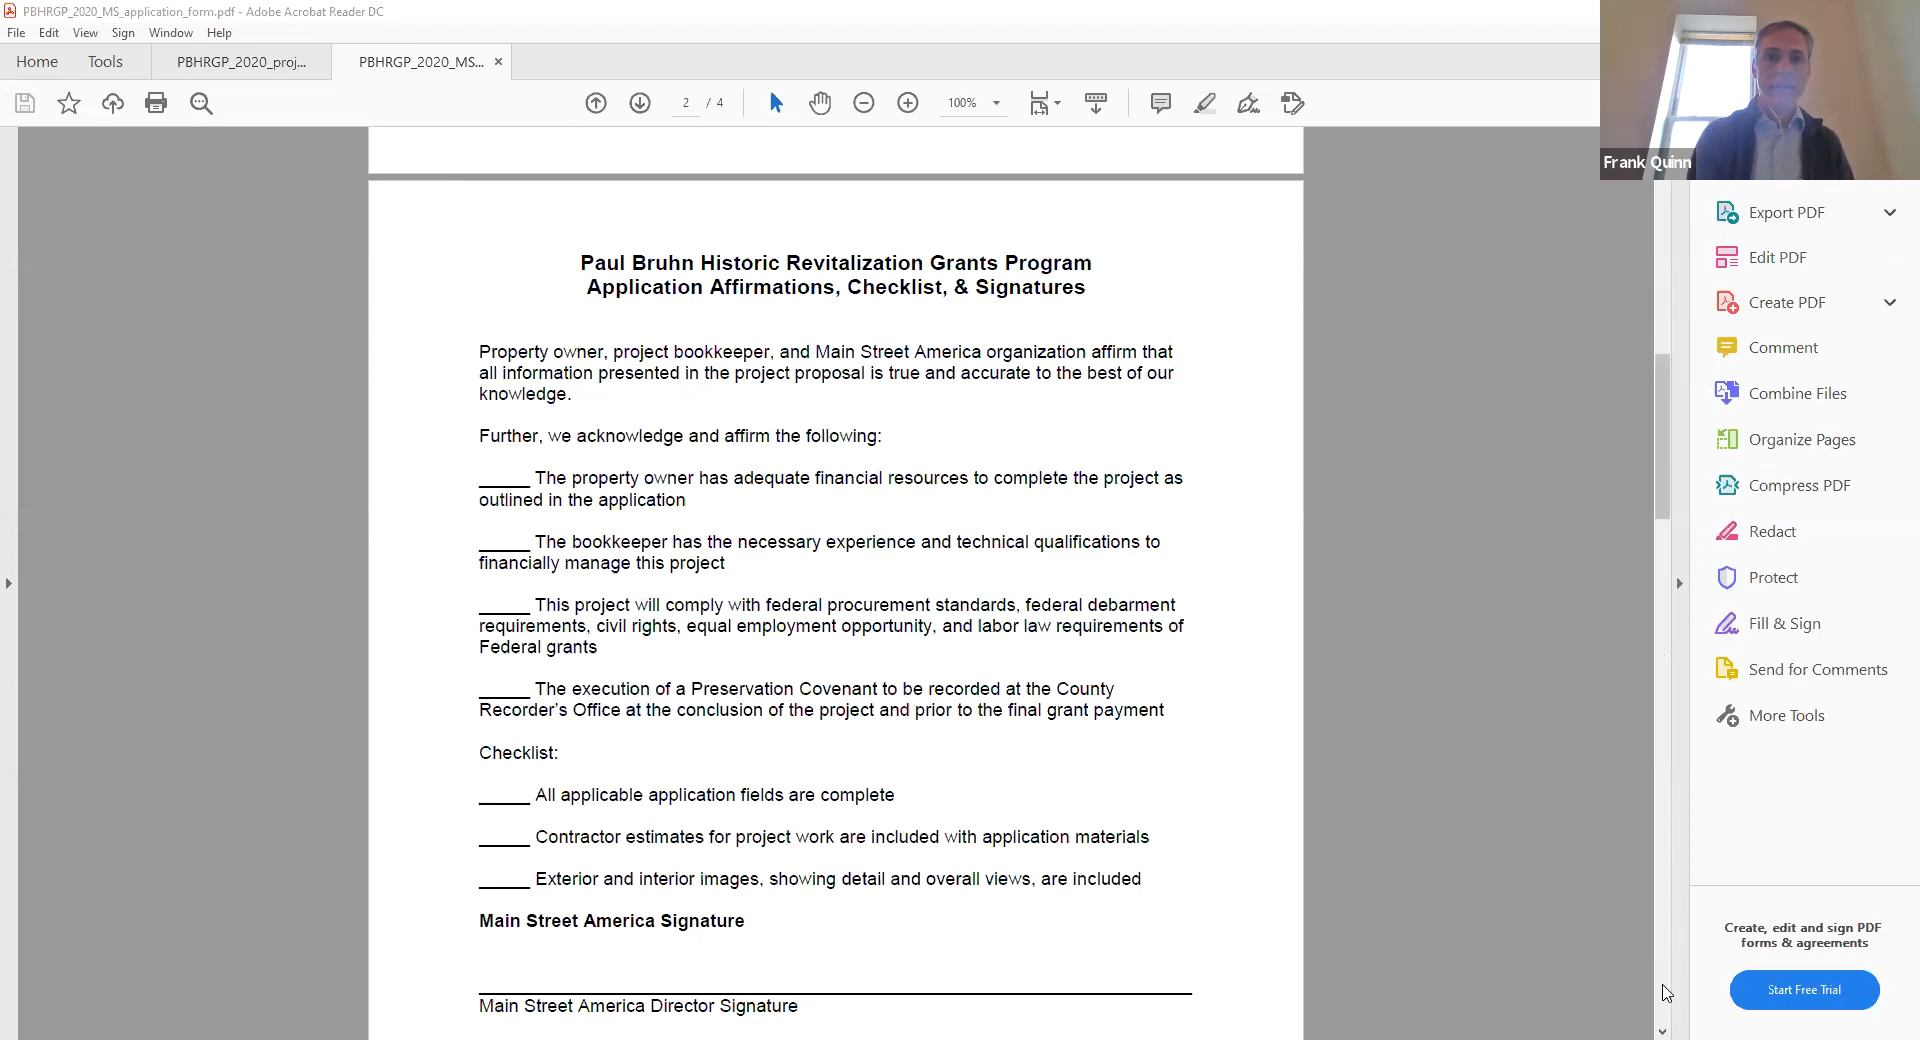 PBHRGP_2020_MS_application_form.pdf - Adobe Acrobat Reader DC
File Edit View Sign Window Help
Home Tools PBHRGP_2020_proj... PBHRGP_2020_MS... ×
2 / 4 100%
Frank Quinn
Paul Bruhn Historic Revitalization Grants Program
Application Affirmations, Checklist, & Signatures
Property owner, project bookkeeper, and Main Street America organization affirm that
all information presented in the project proposal is true and accurate to the best of our
knowledge.
Further, we acknowledge and affirm the following:
_____ The property owner has adequate financial resources to complete the project as
outlined in the application
_____ The bookkeeper has the necessary experience and technical qualifications to
financially manage this project
_____ This project will comply with federal procurement standards, federal debarment
requirements, civil rights, equal employment opportunity, and labor law requirements of
Federal grants
_____ The execution of a Preservation Covenant to be recorded at the County
Recorder's Office at the conclusion of the project and prior to the final grant payment
Checklist:
_____ All applicable application fields are complete
_____ Contractor estimates for project work are included with application materials
_____ Exterior and interior images, showing detail and overall views, are included
Main Street America Signature
Main Street America Director Signature
Export PDF
Edit PDF
Create PDF
Comment
Combine Files
Organize Pages
Compress PDF
Redact
Protect
Fill & Sign
Send for Comments
More Tools
Create, edit and sign PDF
forms & agreements
Start Free Trial